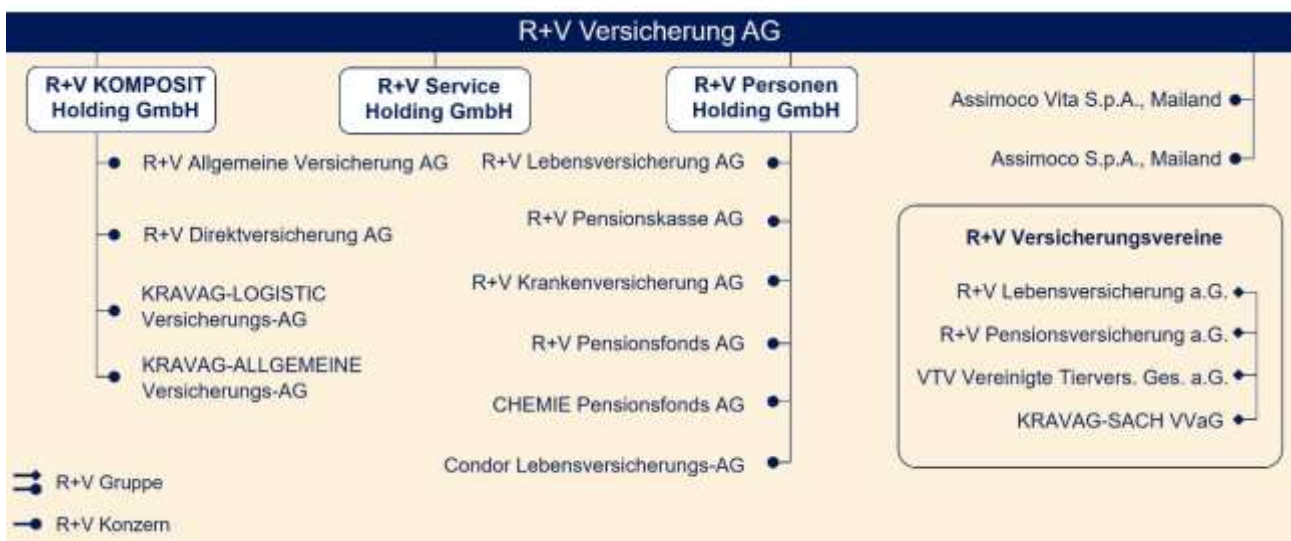 R+V Versicherung AG
R+V KOMPOSIT
Holding GmbH
R+V Allgemeine Versicherung AG
R+V Direktversicherung AG
KRAVAG-LOGISTIC
Versicherungs-AG
KRAVAG-ALLGEMEINE
Versicherungs-AG
R+V Service
Holding GmbH
R+V Personen
Holding GmbH
R+V Lebensversicherung AG
R+V Pensionskasse AG
R+V Krankenversicherung AG
R+V Pensionsfonds AG
CHEMIE Pensionsfonds AG
Condor Lebensversicherungs-AG
Assimoco Vita S.p.A., Mailand
Assimoco S.p.A., Mailand
R+V Versicherungsvereine
R+V Lebensversicherung a.G.
R+V Pensionsversicherung a.G.
VTV Vereinigte Tiervers. Ges. a.G.
KRAVAG-SACH VVaG
R+V Gruppe
R+V Konzern